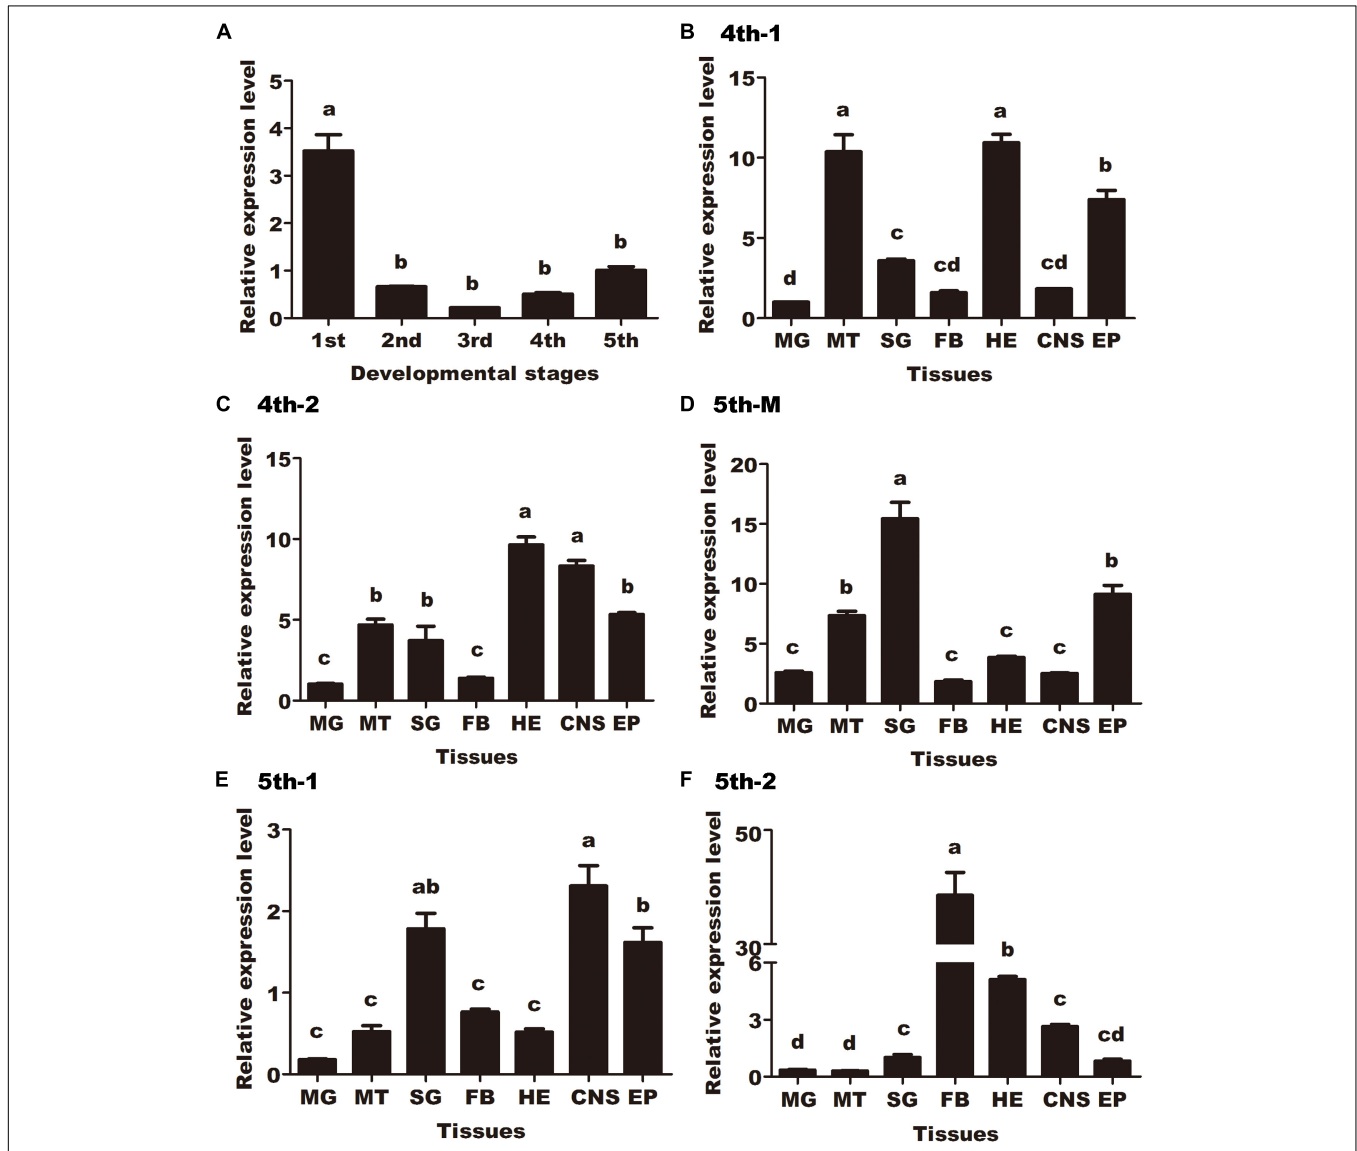 A
Relative expression level
5
4
3
2
1
0
a
b
b
b
b
1st 2nd 3rd 4th 5th
Developmental stages
B 4th-1
Relative expression level
15
10
5
0
d
a
c
cd
a
cd
b
MG MT SG FB HE CNS EP
Tissues
C 4th-2
Relative expression level
15
10
5
0
c
b
b
c
a
a
b
MG MT SG FB HE CNS EP
Tissues
D 5th-M
Relative expression level
20
15
10
5
0
c
b
a
c
c
c
b
MG MT SG FB HE CNS EP
Tissues
E 5th-1
Relative expression level
3
2
1
0
c
c
ab
c
c
a
b
MG MT SG FB HE CNS EP
Tissues
F 5th-2
Relative expression level
50
30
6
3
0
d
d
c
a
b
c
cd
MG MT SG FB HE CNS EP
Tissues